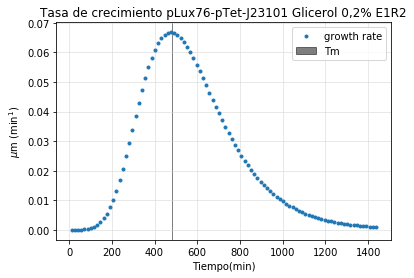 Tasa de crecimiento pLux76-pTet-J23101 Glicerol 0,2% E1R2
growth rate
Tm
μm (min¹)
0.07
0.06
0.05
0.04
0.03
0.02
0.01
0.00
0 200 400 600 800 1000 1200 1400
Tiempo(min)